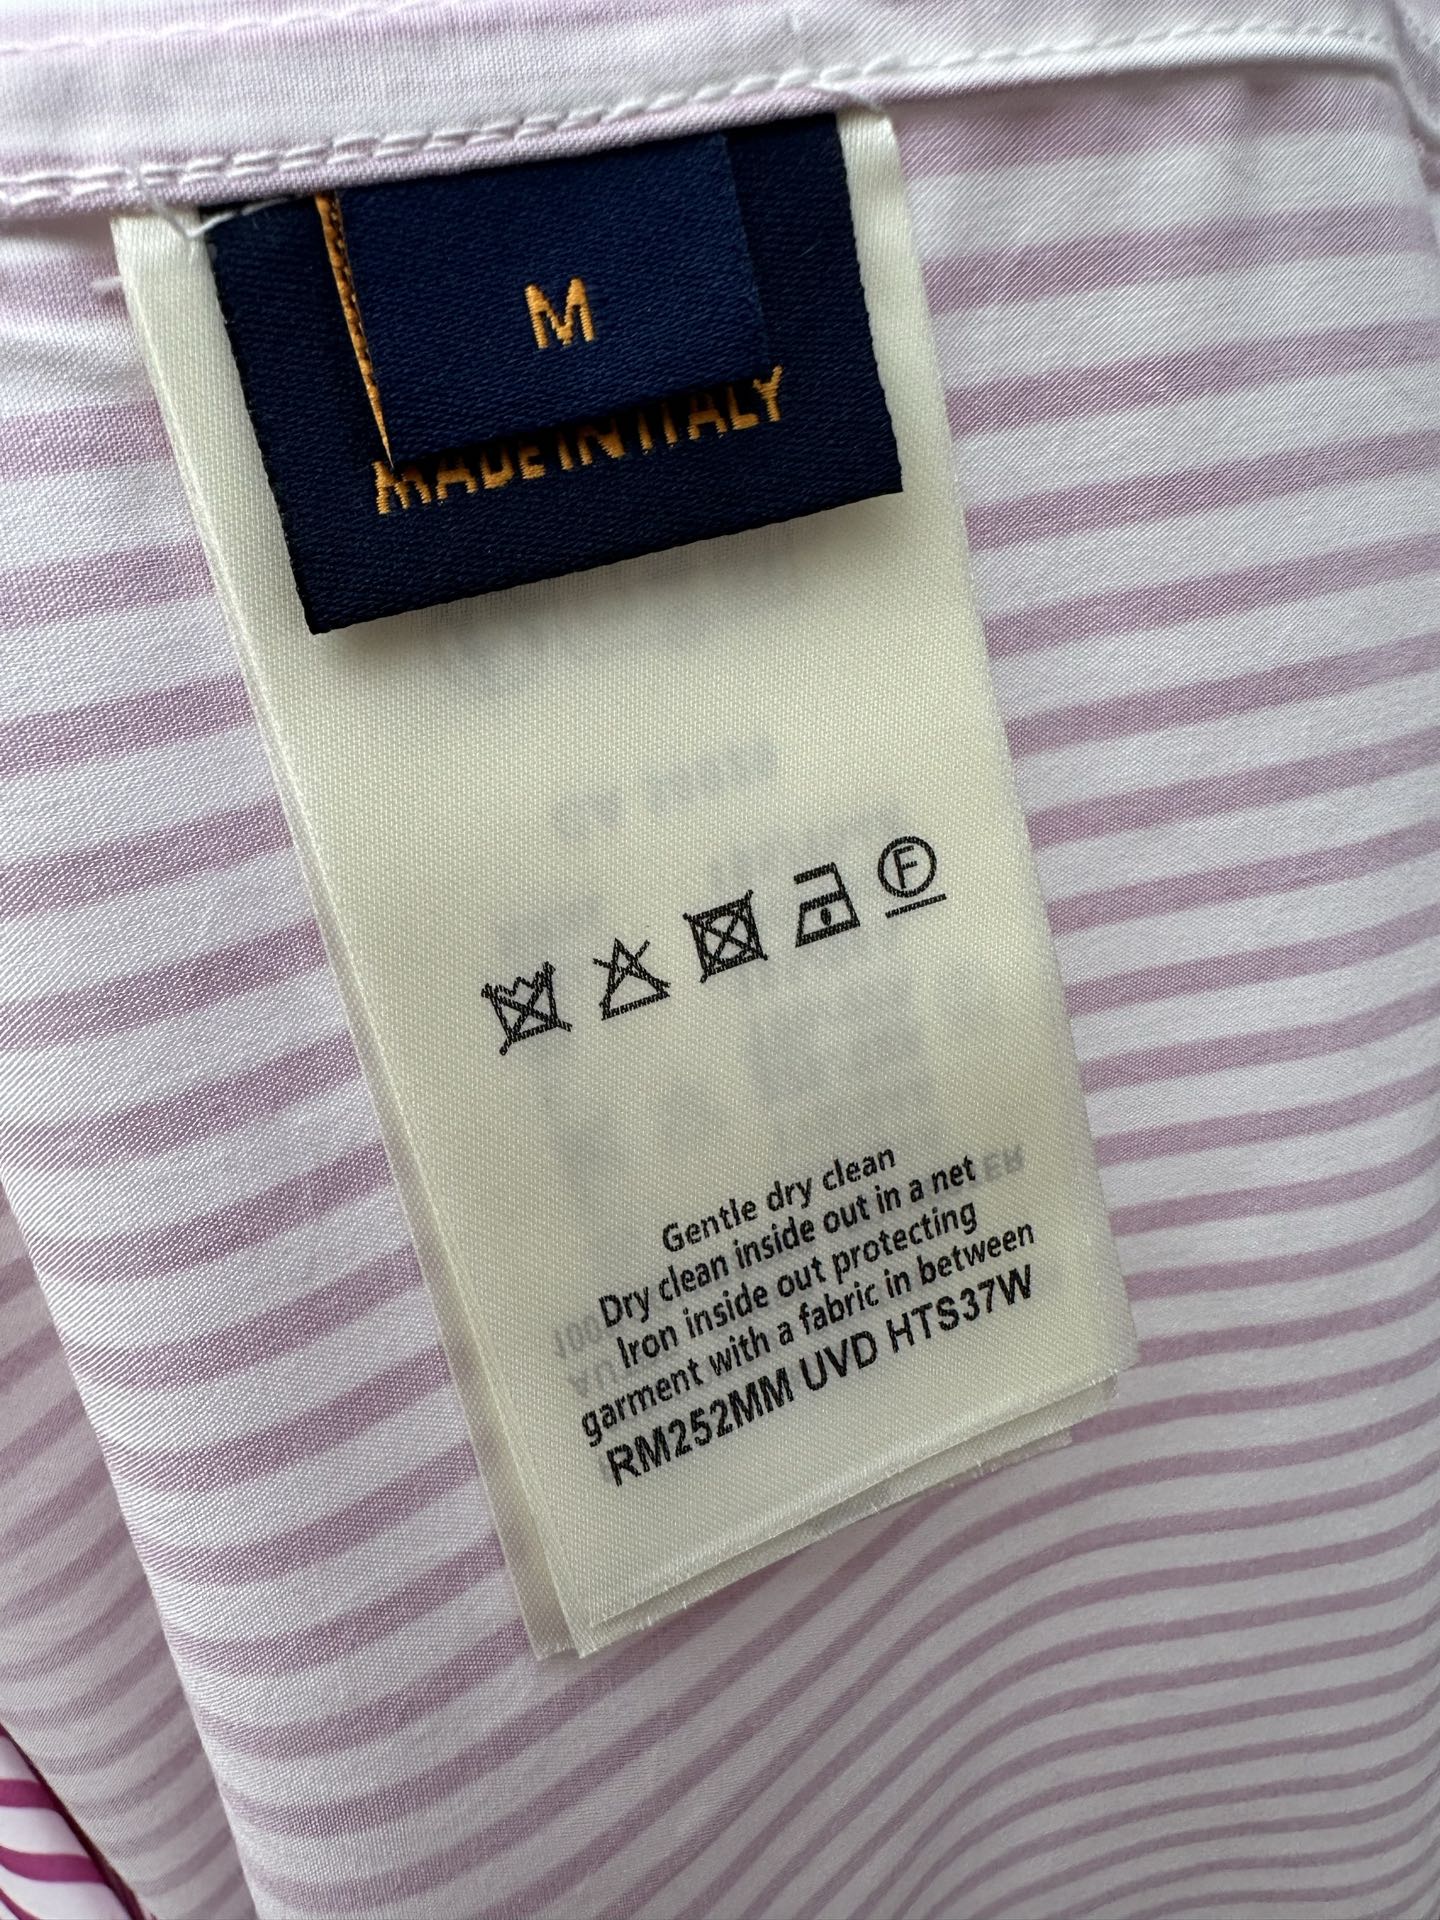 M
MADE IN ITALY
F
Gentle dry clean
Dry clean inside out in a net
Iron inside out protecting
garment with a fabric in between
RM252MM UVD HTS37W